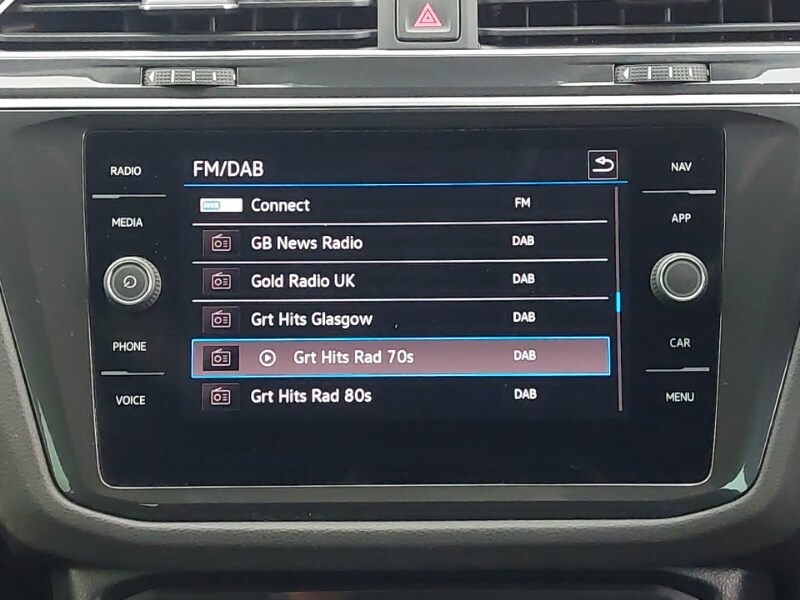 RADIO
MEDIA
PHONE
VOICE
FM/DAB
Connect FM
GB News Radio DAB
Gold Radio UK DAB
Grt Hits Glasgow DAB
Grt Hits Rad 70s DAB
Grt Hits Rad 80s DAB
NAV
APP
CAR
MENU